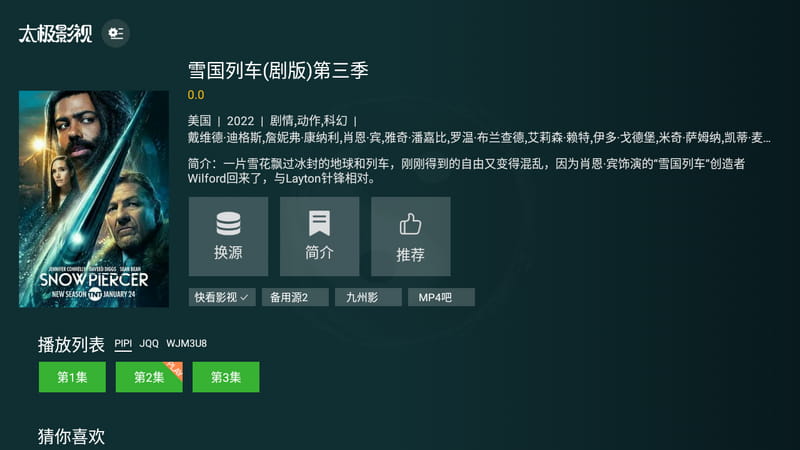 太极影视
雪国列车(剧版)第三季
0.0
美国 | 2022 | 剧情,动作,科幻 |
戴维德·迪格斯,詹妮弗·康纳利,肖恩·宾,雅奇·潘嘉比,罗温·布兰查德,艾莉森·赖特,伊多·戈德堡,米奇·萨姆纳,凯蒂·麦...
简介：一片雪花飘过冰封的地球和列车，刚刚得到的自由又变得混乱，因为肖恩·宾饰演的“雪国列车”创造者
Wilford回来了，与Layton针锋相对。
JENNIFER CONNELLY DAVEED DIGGS SEAN BEAN
SNOWPIERCER
NEW SEASON TNT JANUARY 24
换源 简介 推荐
快看影视 备用源2 九州影 MP4吧
播放列表 PIPI JQQ WJM3U8
第1集 第2集 PLAY 第3集
猜你喜欢